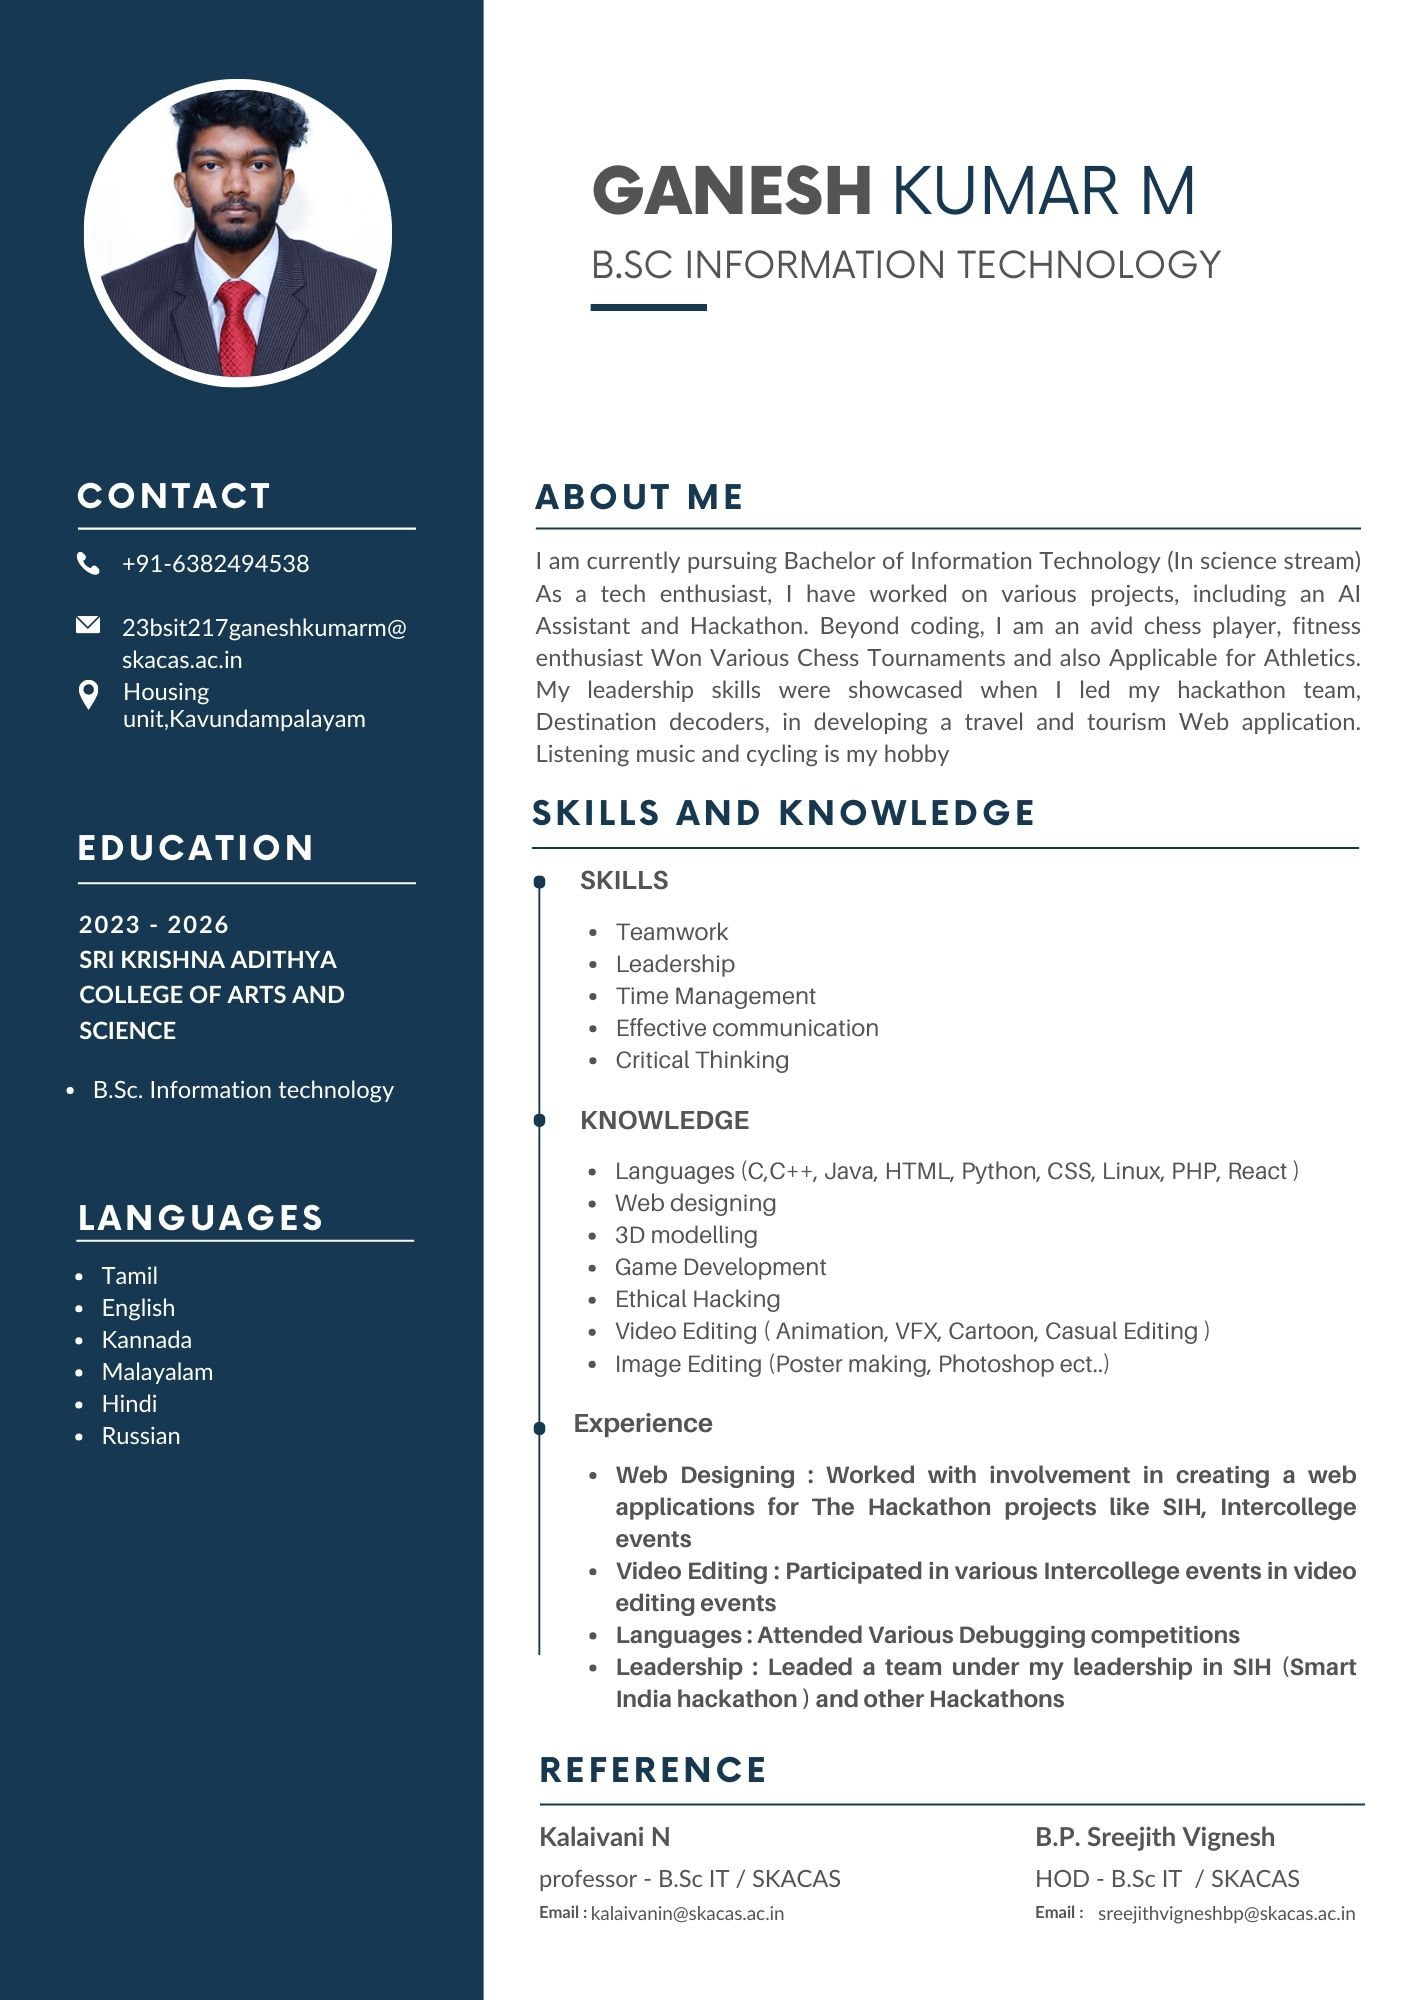 GANESH KUMAR M
B.SC INFORMATION TECHNOLOGY
CONTACT
+91-6382494538
23bsit217ganeshkumarm@
skacas.ac.in
Housing
unit,Kavundampalayam
EDUCATION
2023 - 2026
SRI KRISHNA ADITHYA
COLLEGE OF ARTS AND
SCIENCE
B.Sc. Information technology
LANGUAGES
Tamil
English
Kannada
Malayalam
Hindi
Russian
ABOUT ME
I am currently pursuing Bachelor of Information Technology (In science stream)
As a tech enthusiast, I have worked on various projects, including an AI
Assistant and Hackathon. Beyond coding, I am an avid chess player, fitness
enthusiast Won Various Chess Tournaments and also Applicable for Athletics.
My leadership skills were showcased when I led my hackathon team,
Destination decoders, in developing a travel and tourism Web application.
Listening music and cycling is my hobby
SKILLS AND KNOWLEDGE
SKILLS
Teamwork
Leadership
Time Management
Effective communication
Critical Thinking
KNOWLEDGE
Languages (C,C++, Java, HTML, Python, CSS, Linux, PHP, React )
Web designing
3D modelling
Game Development
Ethical Hacking
Video Editing ( Animation, VFX, Cartoon, Casual Editing )
Image Editing (Poster making, Photoshop ect..)
Experience
Web Designing : Worked with involvement in creating a web
applications for The Hackathon projects like SIH, Intercollege
events
Video Editing : Participated in various Intercollege events in video
editing events
Languages : Attended Various Debugging competitions
Leadership : Leaded a team under my leadership in SIH (Smart
India hackathon ) and other Hackathons
REFERENCE
Kalaivani N
professor - B.Sc IT / SKACAS
Email : kalaivanin@skacas.ac.in
B.P. Sreejith Vignesh
HOD - B.Sc IT / SKACAS
Email : sreejithvigneshbp@skacas.ac.in